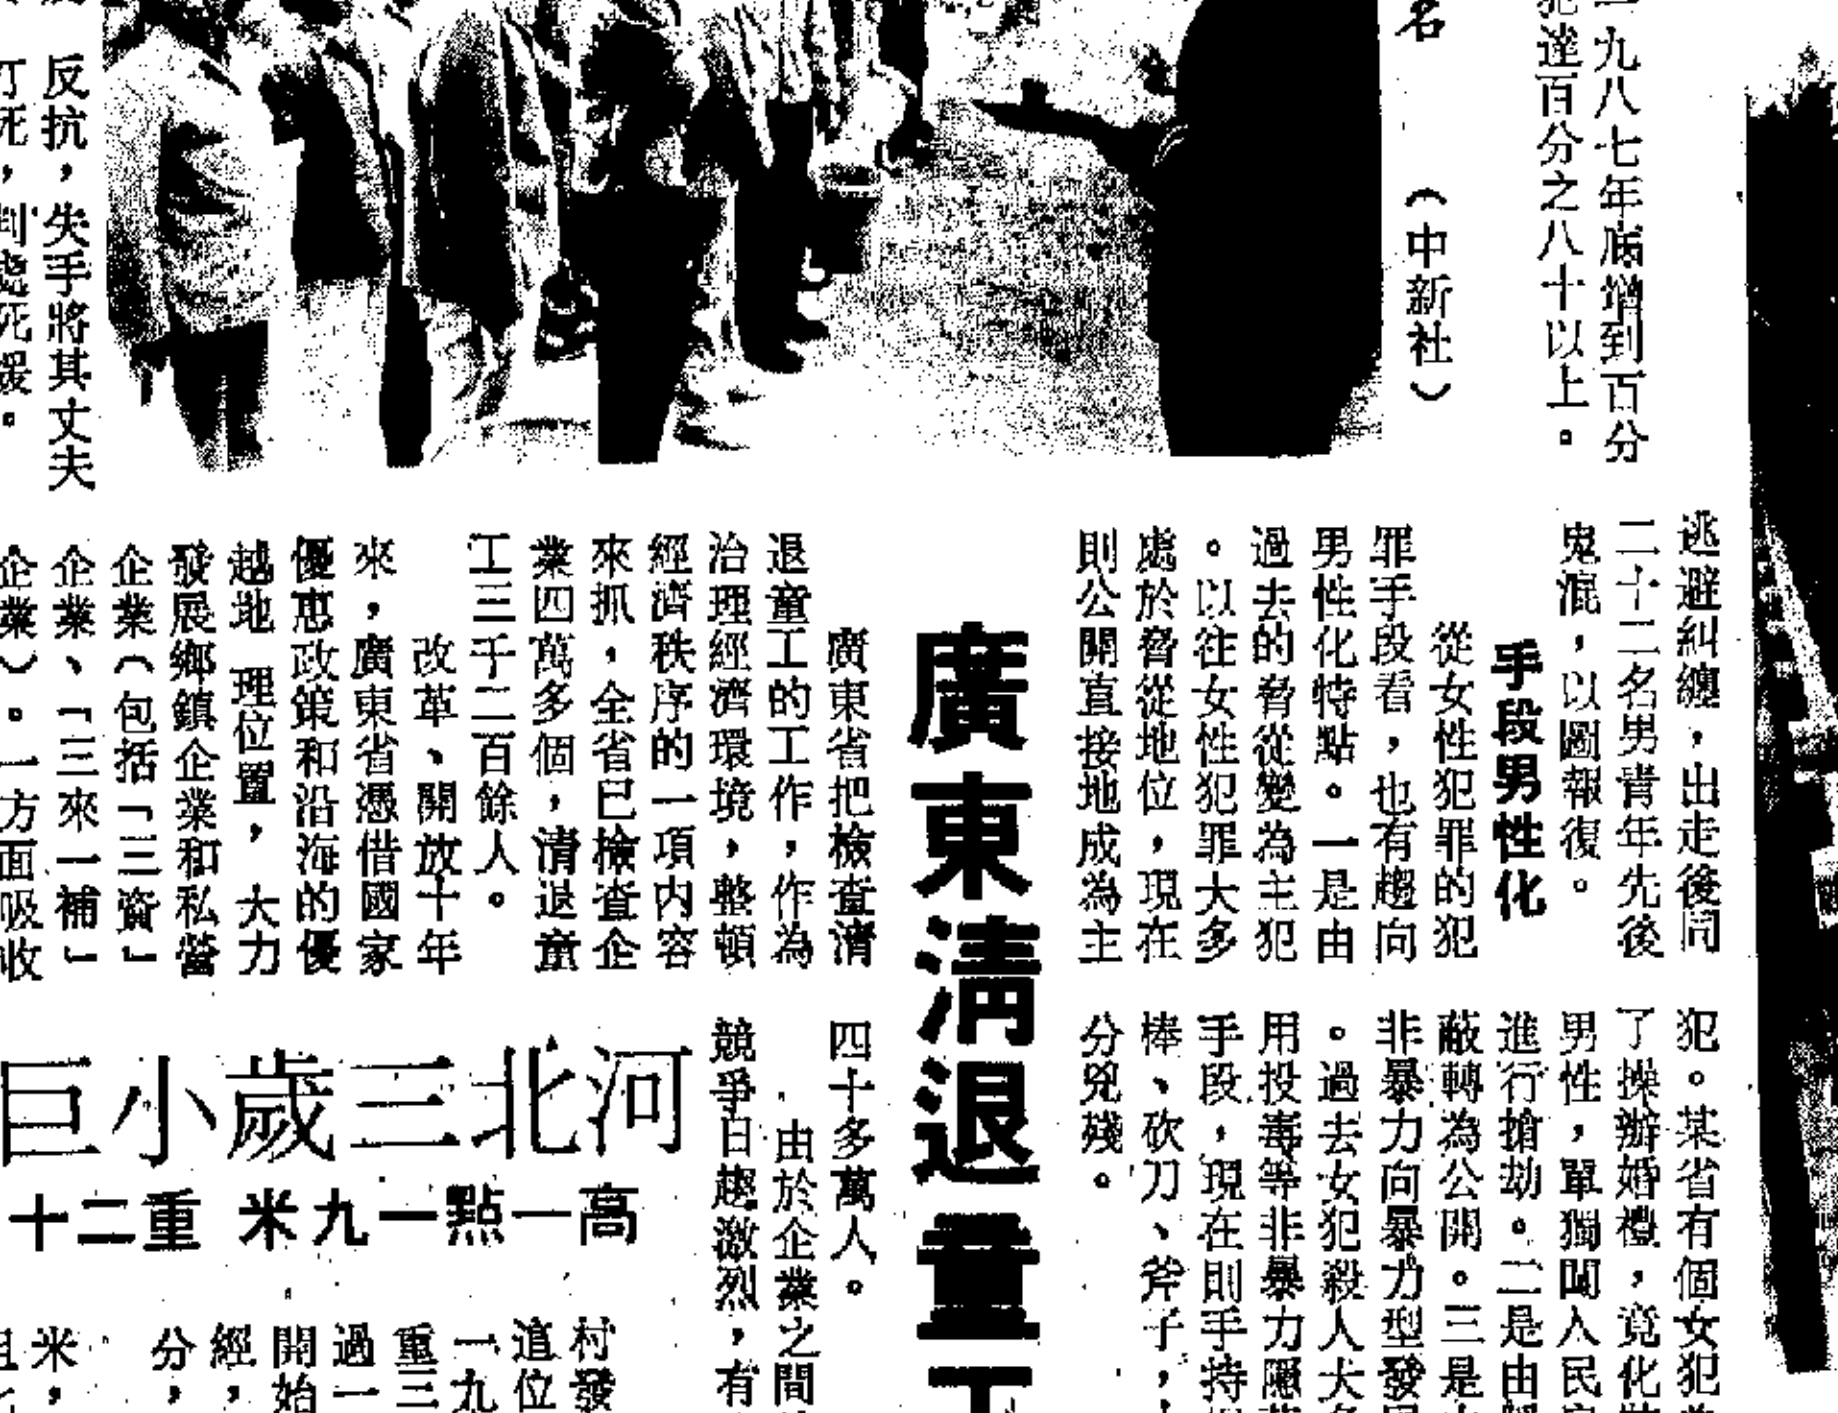 名
（中新社）
一九八七年底增到百分
犯達百分之八十以上。
反抗，失手將其丈夫
打死，判處死緩。
逃避糾纏，出走後同
二十二名男青年先後
鬼混，以圖報復。
手段男性化
從女性犯罪的犯
罪手段看，也有趨向
男性化特點。一是由
過去的脅從變為主犯
。以往女性犯罪大多
處於脅從地位，現在
則公開直接地成為主
犯。某省有個女犯
了操辦婚禮，竟化
男性，單獨闖入民
進行搶劫。二是由
蔽轉為公開。三是
非暴力向暴力型發
。過去女犯殺人大
用投毒等非暴力隱
手段，現在則手持
棒、砍刀、斧子，
分兇殘。
廣東清退童工
廣東省把檢查清
退童工的工作，作為
治理經濟環境，整頓
經濟秩序的一項內容
來抓，全省已檢查企
業四萬多個，清退童
工三千二百餘人。
改革、開放十年
來，廣東省憑借國家
優惠政策和沿海的優
越地理位置，大力
發展鄉鎮企業和私營
企業（包括「三資」
企業、「三來一補」
企業）。一方面吸收
四十多萬人。
由於企業之間
競爭日趨激烈，有
河北三歲小巨
高一點一九米 重二十
村發
這位
一九
重三
過一
開始
經，
分，
米，